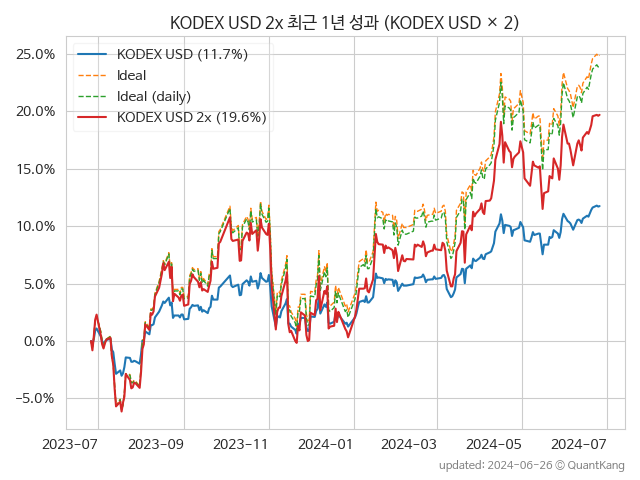 KODEX USD 2x 최근 1년 성과 (KODEX USD × 2)
25.0%
20.0%
15.0%
10.0%
5.0%
0.0%
−5.0%
KODEX USD (11.7%)
Ideal
Ideal (daily)
KODEX USD 2x (19.6%)
2023-07 2023-09 2023-11 2024-01 2024-03 2024-05 2024-07
updated: 2024-06-26 ⓒ QuantKang